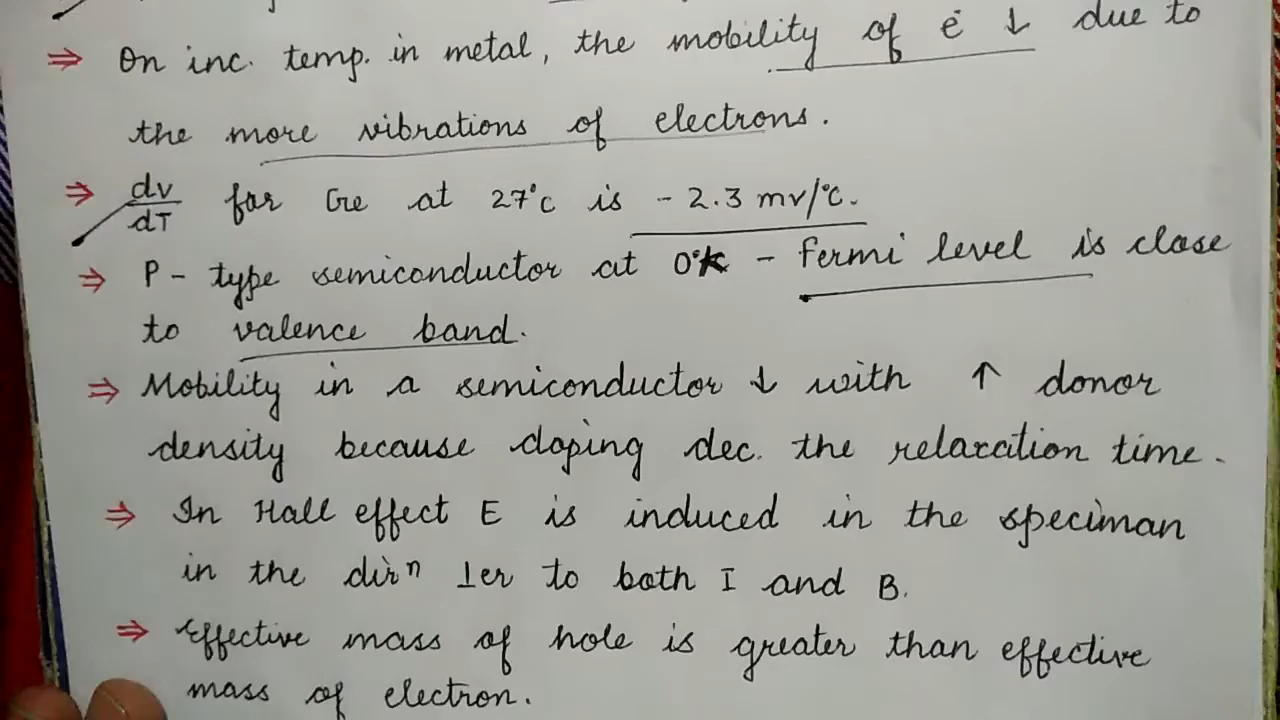 ⇒ On inc. temp. in metal, the mobility of ē ↓ due to
the more vibrations of electrons.
⇒ dv/dT for Ge at 27°c is - 2.3 mv/°c.
⇒ P - type semiconductor at 0°K - fermi level is close
to valence band.
⇒ Mobility in a semiconductor ↓ with ↑ donor
density because doping dec. the relaxation time.
⇒ In Hall effect E is induced in the speciman
in the dirⁿ ⊥er to both I and B.
⇒ Effective mass of hole is greater than effective
mass of electron.